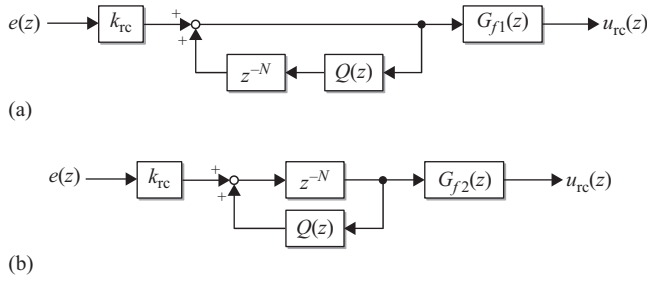 e(z) k_rc + + G_f1(z) u_rc(z)
z^−N Q(z)
(a)
e(z) k_rc + + z^−N G_f2(z) u_rc(z)
Q(z)
(b)